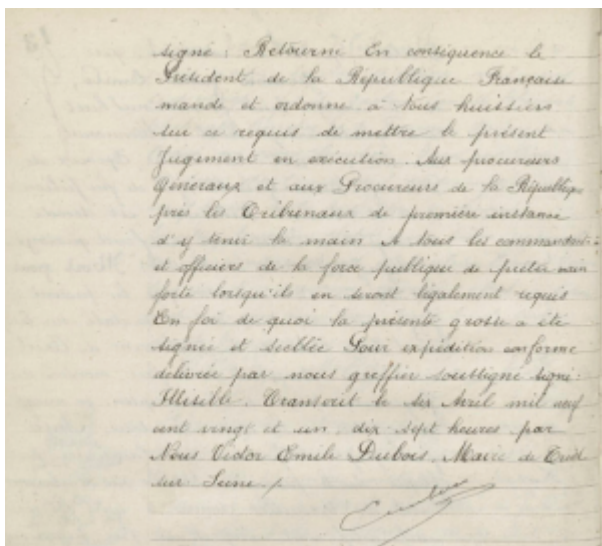 signé : Retourné En conséquence le
Président de la République Française
mande et ordonne à tous huissiers
sur ce requis de mettre le présent
Jugement en exécution. Aux procureurs
Généraux et aux Procureurs de la République
près les Tribunaux de première instance
d'y tenir la main A tous les commandants
et officiers de la force publique de prêter main
forte lorsqu'ils en seront légalement requis
En foi de quoi la présente grosse a été
signée et scellée Pour expédition conforme
délivrée par nous greffier soussigné signé :
Illisible. Transcrit le six Avril mil neuf
cent vingt et un, dix sept heures par
Nous Victor Emile Dubois, Maire de
sur Seine ./.